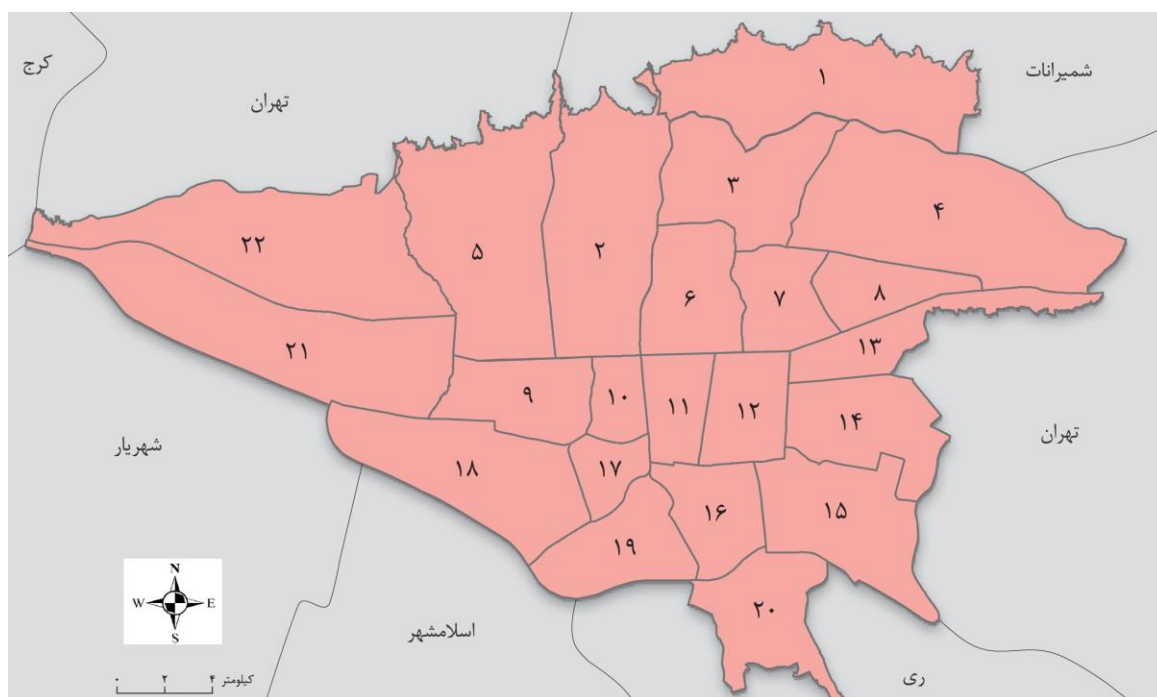 شمیرانات
۱
کرج
تهران
۳
۴
۲۲
۵
۲
۶
۷
۸
۲۱
۱۳
۹
۱۰
۱۱
۱۲
۱۴
تهران
شهریار
۱۸
۱۷
۱۶
۱۵
۱۹
N
W E
S
۲۰
اسلامشهر
ری
۰ ۲ ۴ کیلومتر